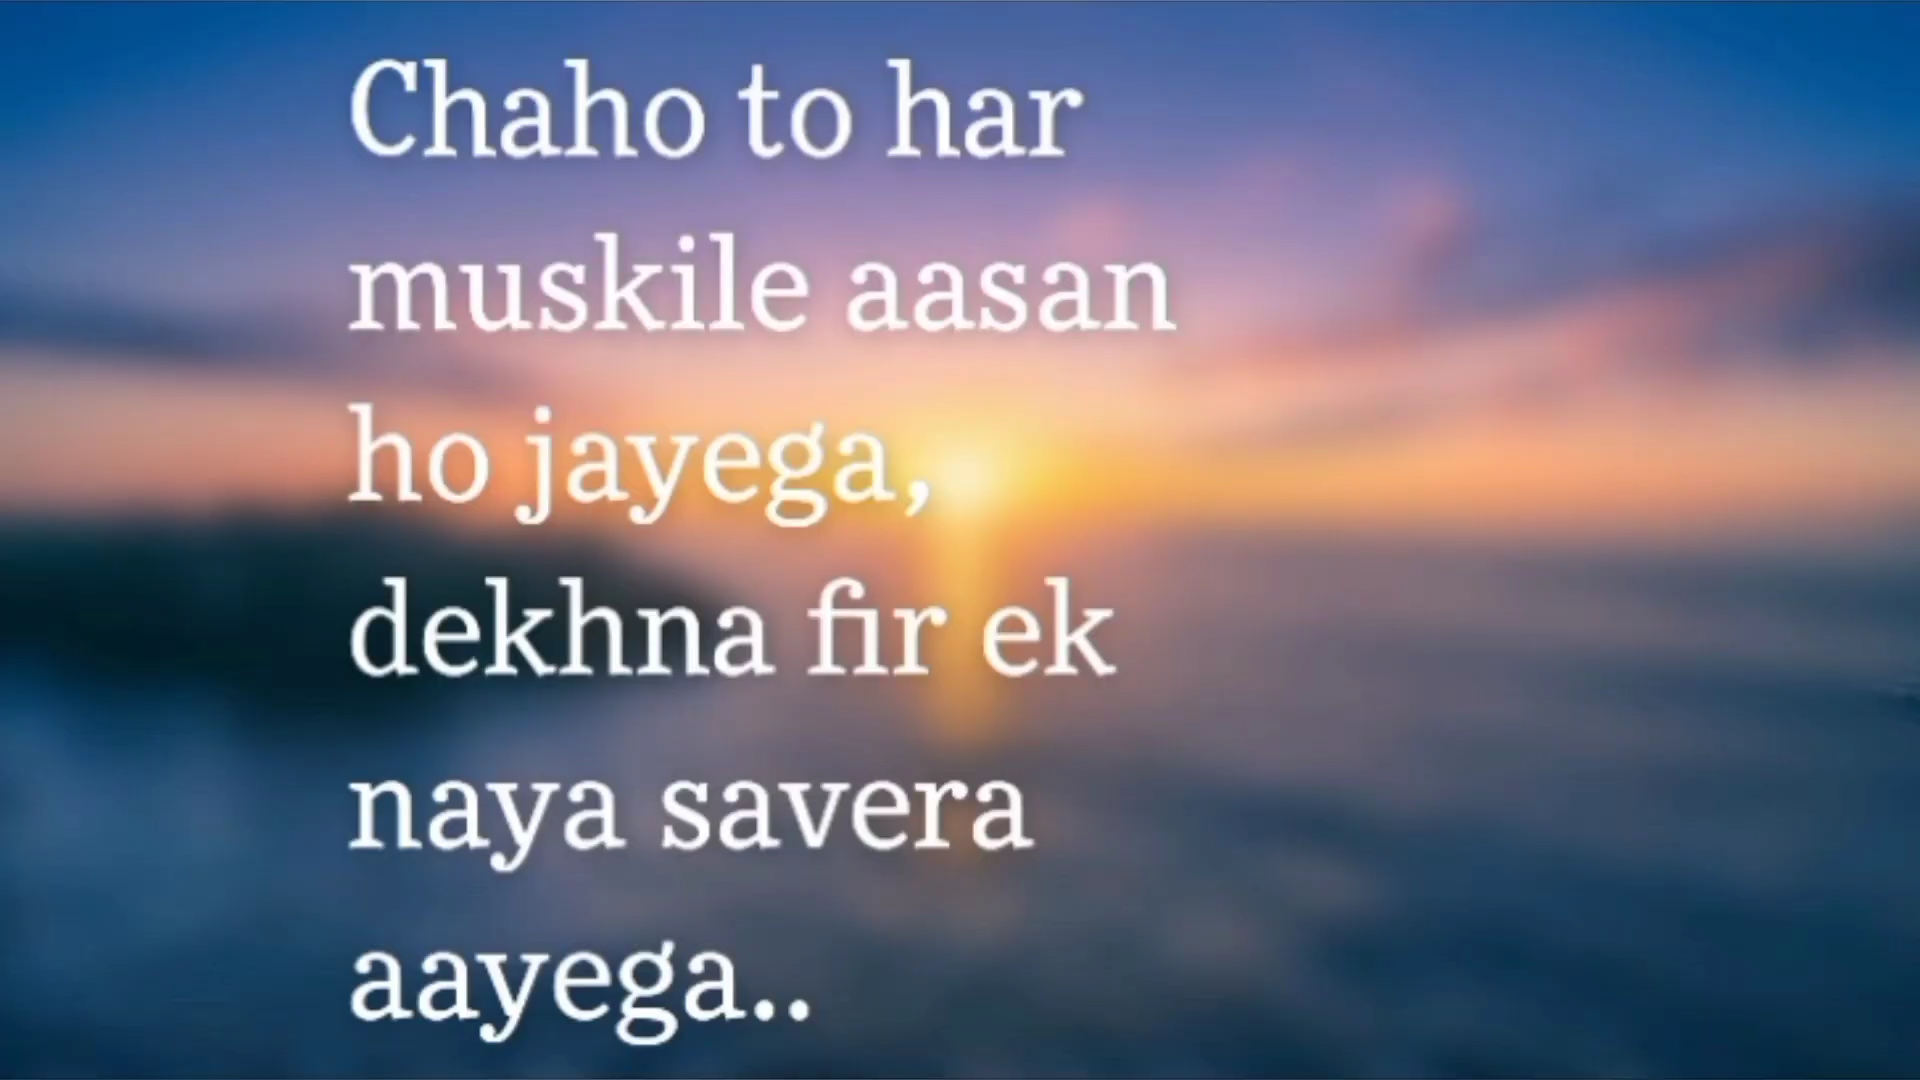 Chaho to har
muskile aasan
ho jayega,
dekhna fir ek
naya savera
aayega..